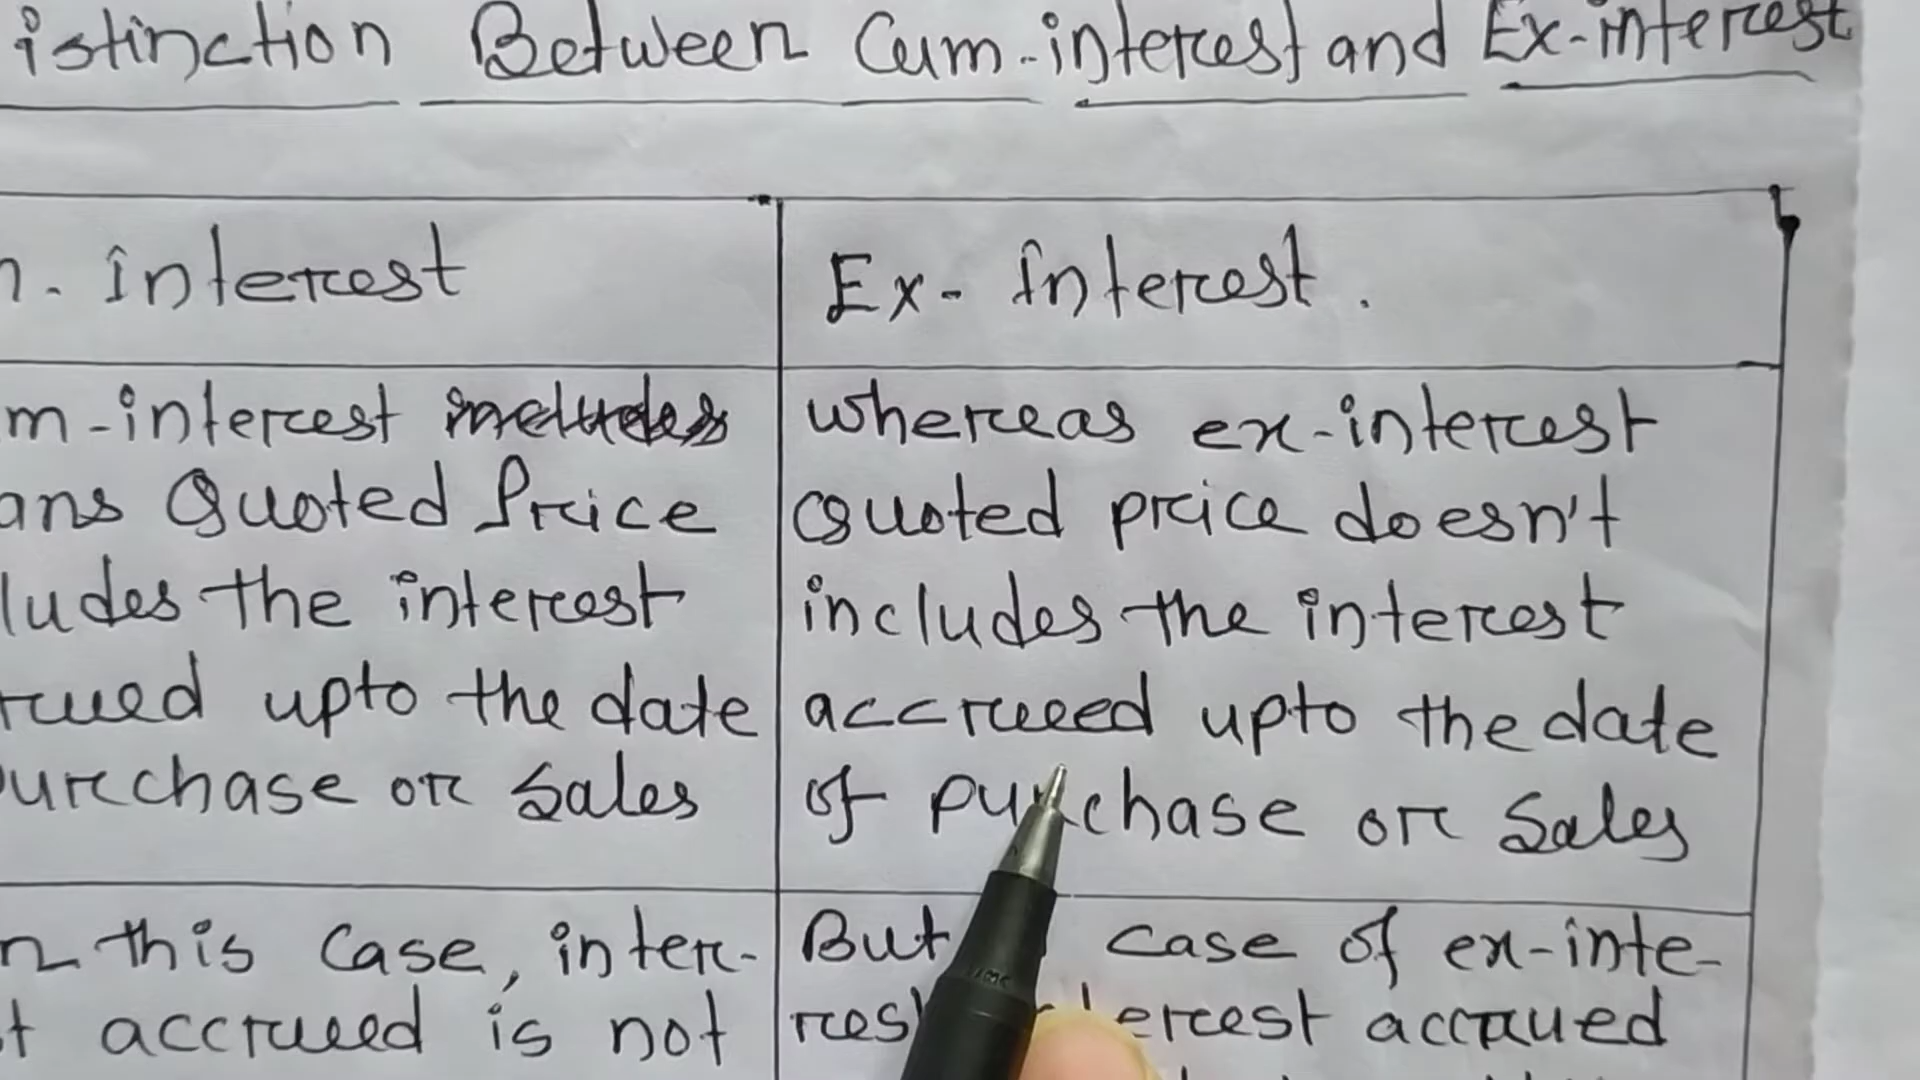 istinction Between Cum-interest and Ex-interest
. interest
Ex- interest.
m-interest
ans Quoted Price
ludes the interest
rued upto the date
purchase or Sales
whereas ex-interest
quoted price doesn't
includes the interest
accrued upto the date
of purchase or Sales
n this case, inter-
t accrued is not
But case of ex-inte-
rest interest accrued